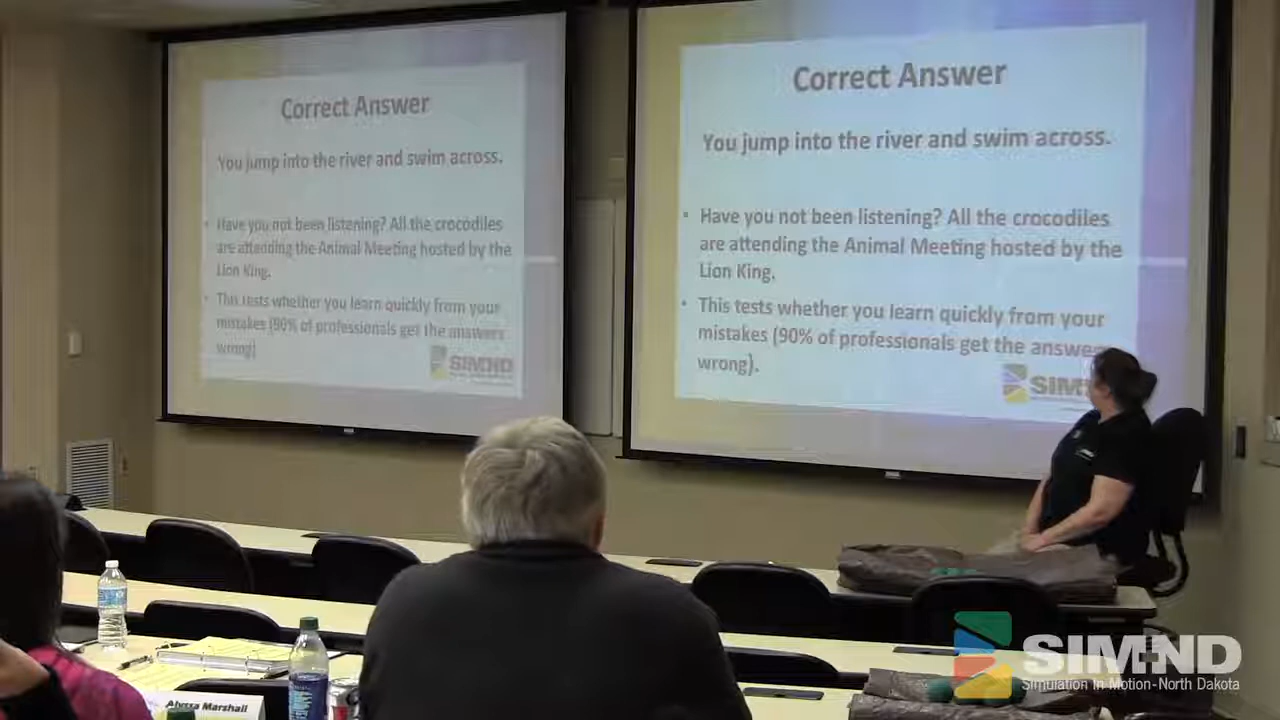 Correct Answer
You jump into the river and swim across.
• Have you not been listening? All the crocodiles
are attending the Animal Meeting hosted by the
Lion King.
• This tests whether you learn quickly from your
mistakes (90% of professionals get the answers
wrong)
SIMND
Correct Answer
You jump into the river and swim across.
• Have you not been listening? All the crocodiles
are attending the Animal Meeting hosted by the
Lion King.
• This tests whether you learn quickly from your
mistakes (90% of professionals get the answe
wrong).
SIM
Alyssa Marshall
SIM-ND
Simulation In Motion-North Dakota